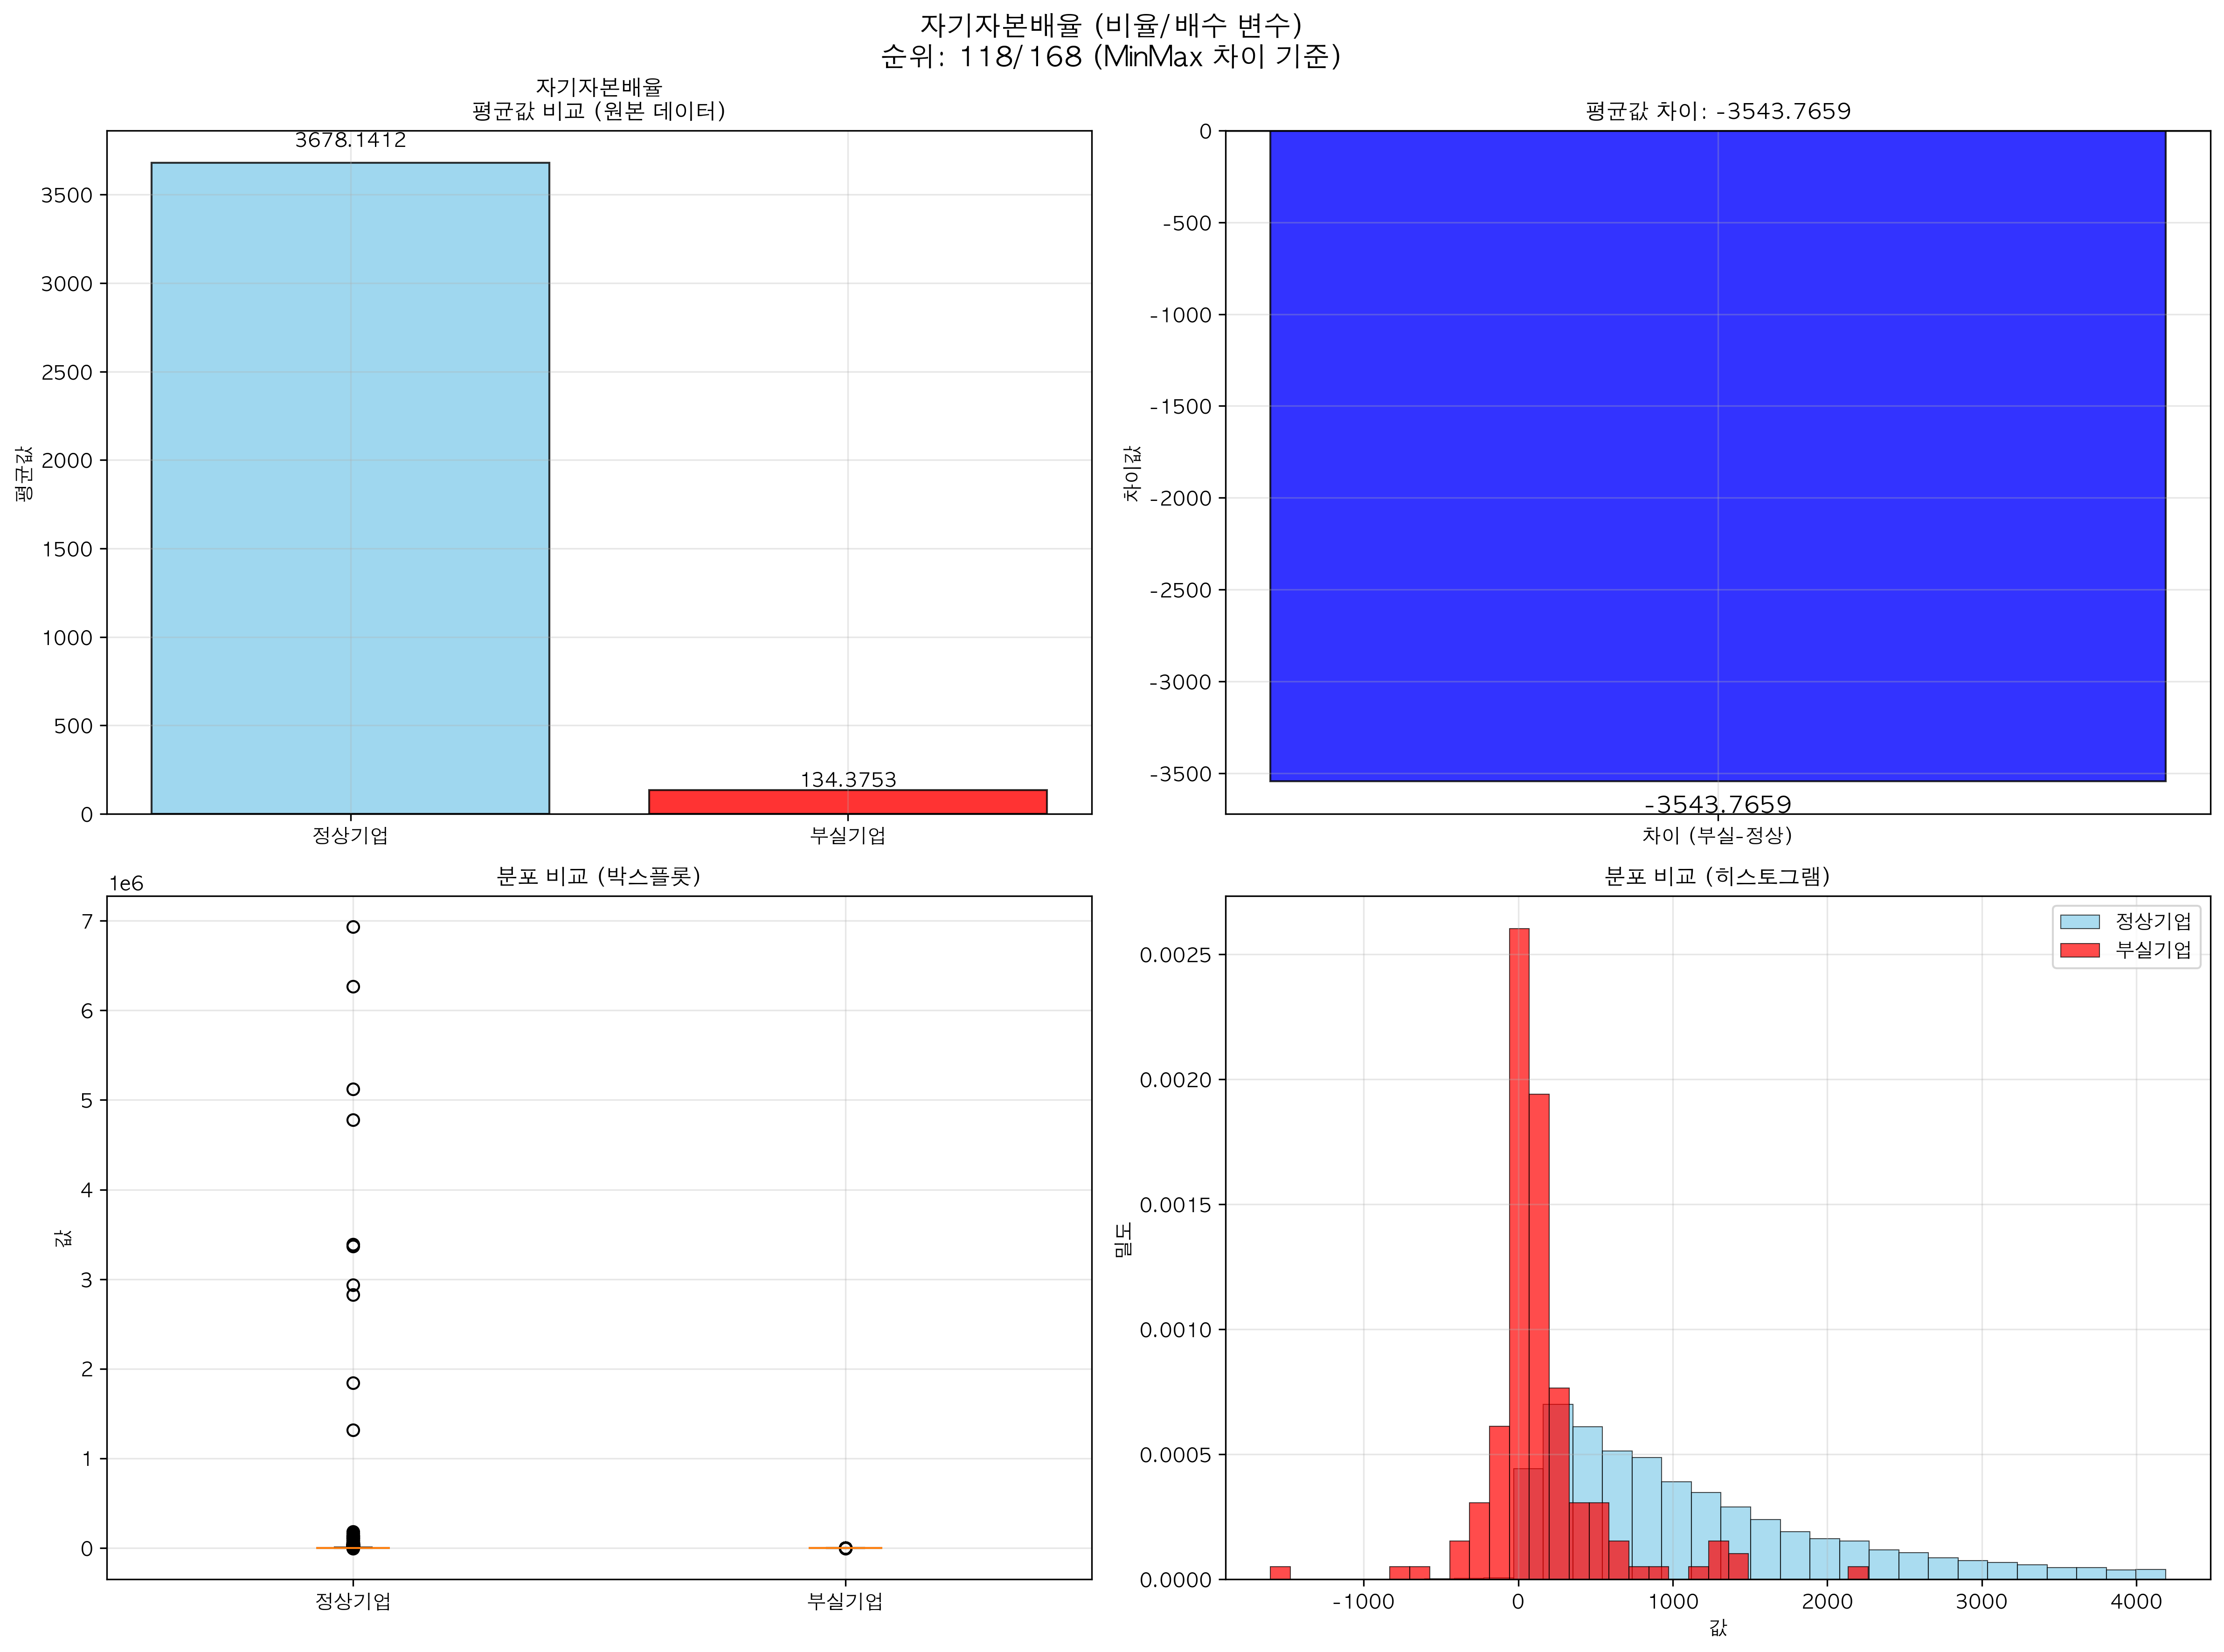 자기자본배율 (비율/배수 변수)
순위: 118/168 (MinMax 차이 기준)
자기자본배율
평균값 비교 (원본 데이터)
3678.1412
134.3753
3500
3000
2500
2000
1500
1000
500
0
평균값
정상기업
부실기업
평균값 차이: -3543.7659
0
-500
-1000
-1500
-2000
-2500
-3000
-3500
차이값
-3543.7659
차이 (부실-정상)
분포 비교 (박스플롯)
1e6
7
6
5
4
3
2
1
0
값
정상기업
부실기업
분포 비교 (히스토그램)
정상기업
부실기업
0.0025
0.0020
0.0015
0.0010
0.0005
0.0000
밀도
-1000
0
1000
2000
3000
4000
값